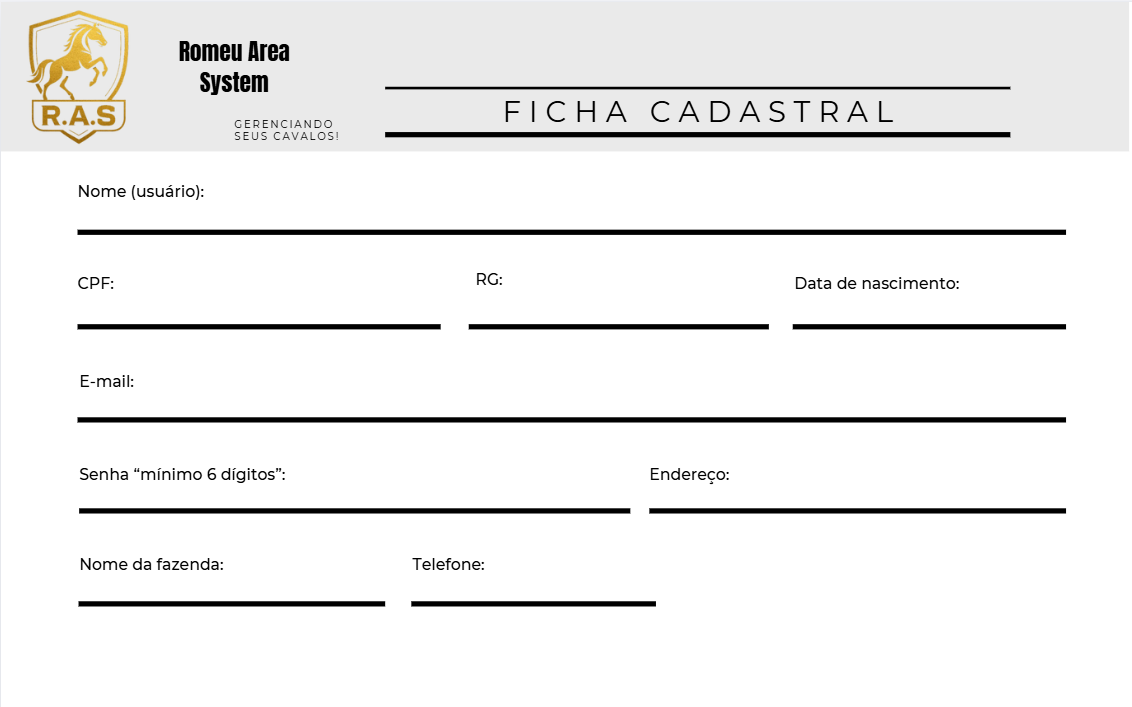 R.A.S
Romeu Area
System
GERENCIANDO
SEUS CAVALOS!
FICHA CADASTRAL
Nome (usuário):
CPF:
RG:
Data de nascimento:
E-mail:
Senha “mínimo 6 dígitos”:
Endereço:
Nome da fazenda:
Telefone: